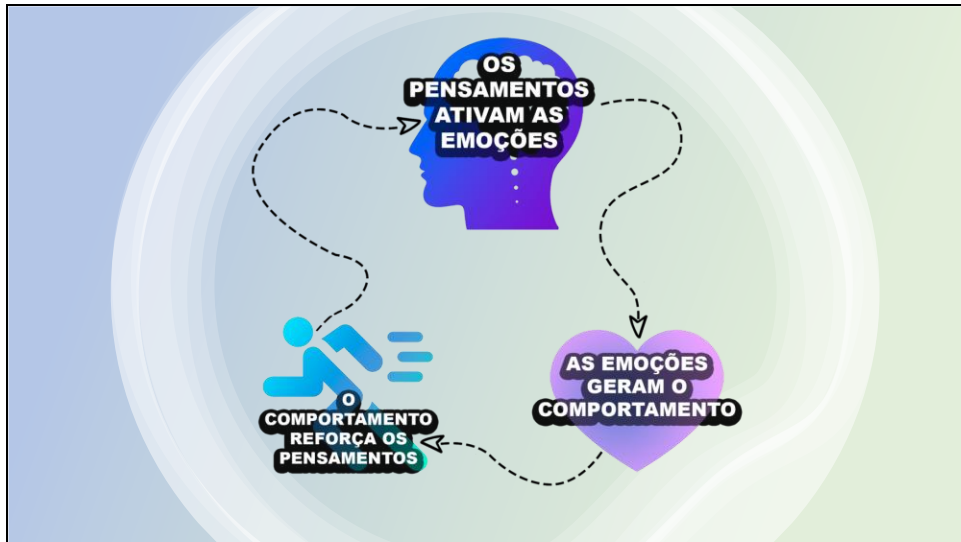 OS
PENSAMENTOS
ATIVAM AS
EMOÇÕES
AS EMOÇÕES
GERAM O
COMPORTAMENTO
O
COMPORTAMENTO
REFORÇA OS
PENSAMENTOS